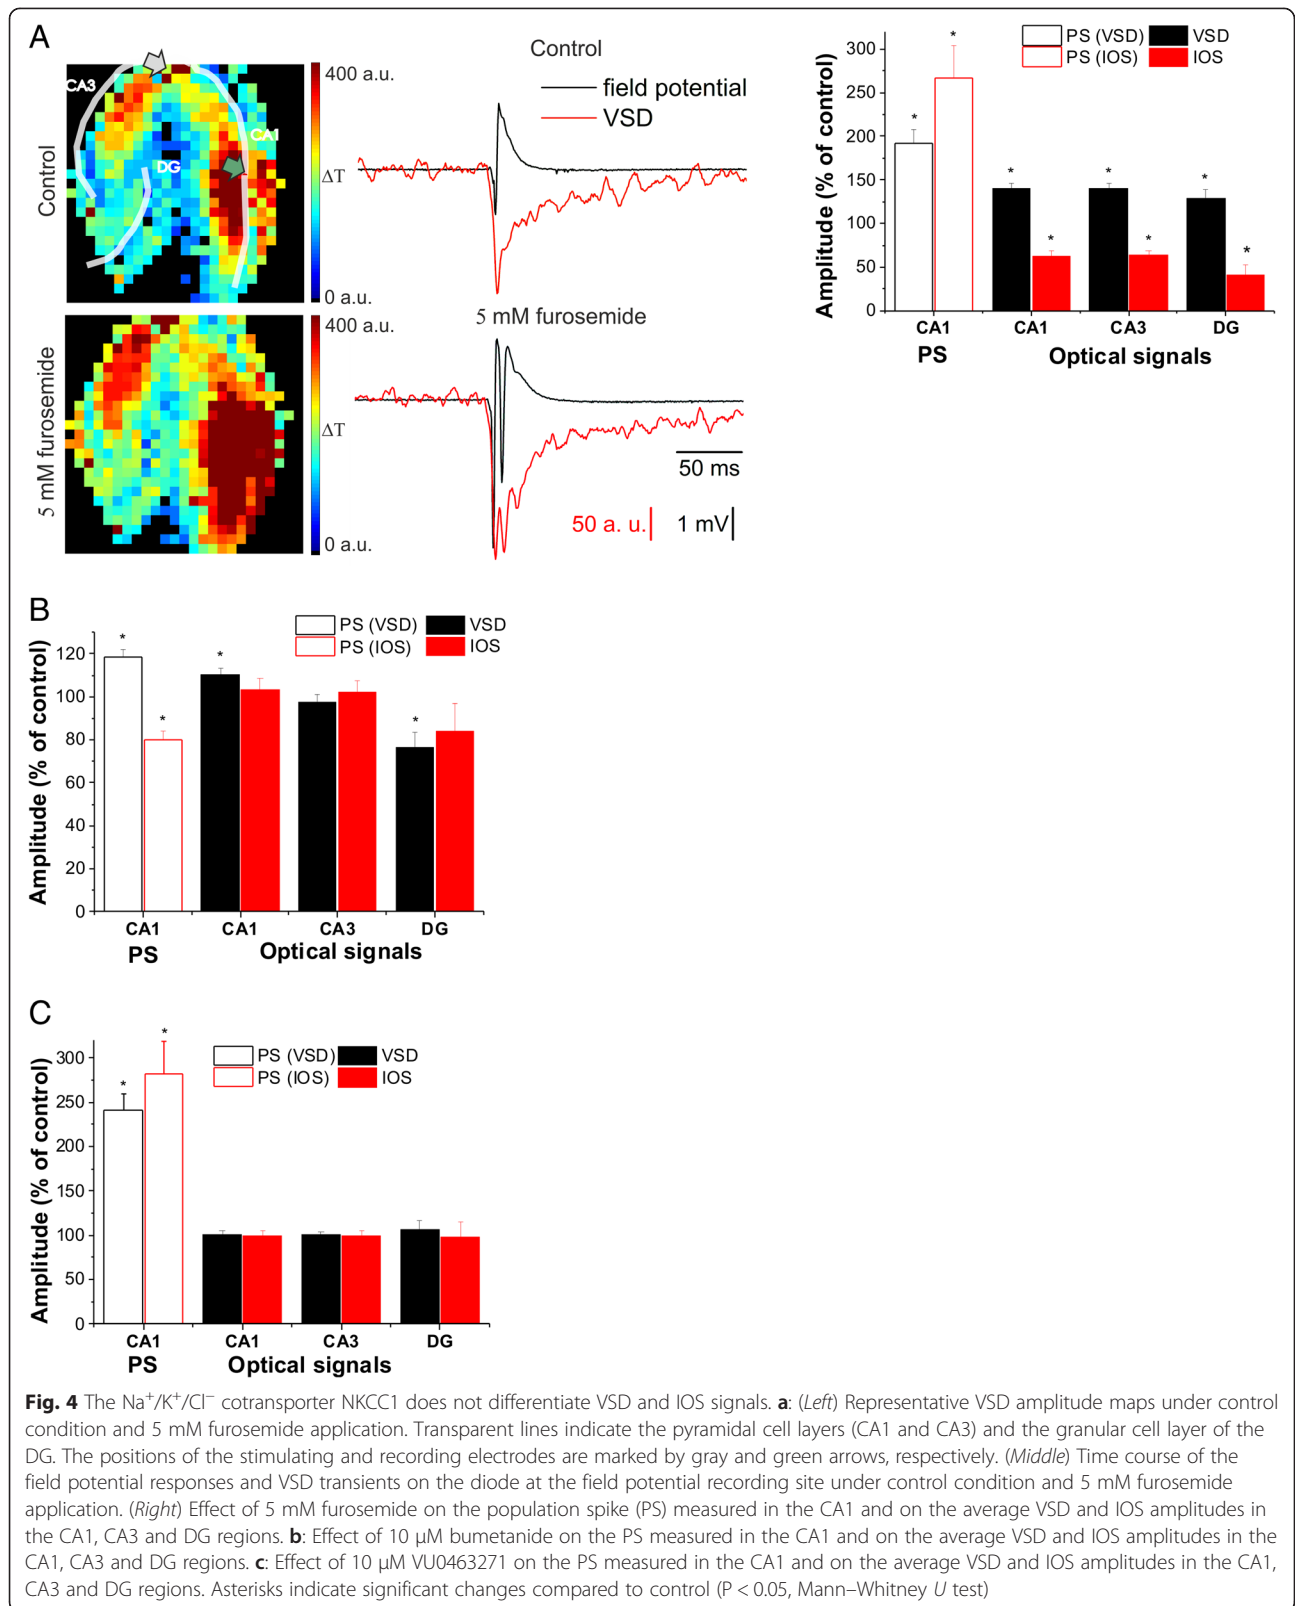 A
Control
CA3
CA1
DG
400 a.u.
ΔT
0 a.u.
Control
field potential
VSD
5 mM furosemide
400 a.u.
ΔT
0 a.u.
5 mM furosemide
50 ms
50 a. u.
1 mV
PS (VSD)
VSD
PS (IOS)
IOS
Amplitude (% of control)
300
250
200
150
100
50
0
*
*
*
*
*
*
*
*
CA1
CA1
CA3
DG
PS
Optical signals
B
PS (VSD)
VSD
PS (IOS)
IOS
Amplitude (% of control)
120
100
80
60
40
20
0
*
*
*
*
CA1
CA1
CA3
DG
PS
Optical signals
C
PS (VSD)
VSD
PS (IOS)
IOS
Amplitude (% of control)
300
250
200
150
100
50
0
*
*
CA1
CA1
CA3
DG
PS
Optical signals
Fig. 4 The Na⁺/K⁺/Cl⁻ cotransporter NKCC1 does not differentiate VSD and IOS signals. a: (Left) Representative VSD amplitude maps under control
condition and 5 mM furosemide application. Transparent lines indicate the pyramidal cell layers (CA1 and CA3) and the granular cell layer of the
DG. The positions of the stimulating and recording electrodes are marked by gray and green arrows, respectively. (Middle) Time course of the
field potential responses and VSD transients on the diode at the field potential recording site under control condition and 5 mM furosemide
application. (Right) Effect of 5 mM furosemide on the population spike (PS) measured in the CA1 and on the average VSD and IOS amplitudes in
the CA1, CA3 and DG regions. b: Effect of 10 μM bumetanide on the PS measured in the CA1 and on the average VSD and IOS amplitudes in the
CA1, CA3 and DG regions. c: Effect of 10 μM VU0463271 on the PS measured in the CA1 and on the average VSD and IOS amplitudes in the CA1,
CA3 and DG regions. Asterisks indicate significant changes compared to control (P < 0.05, Mann–Whitney U test)